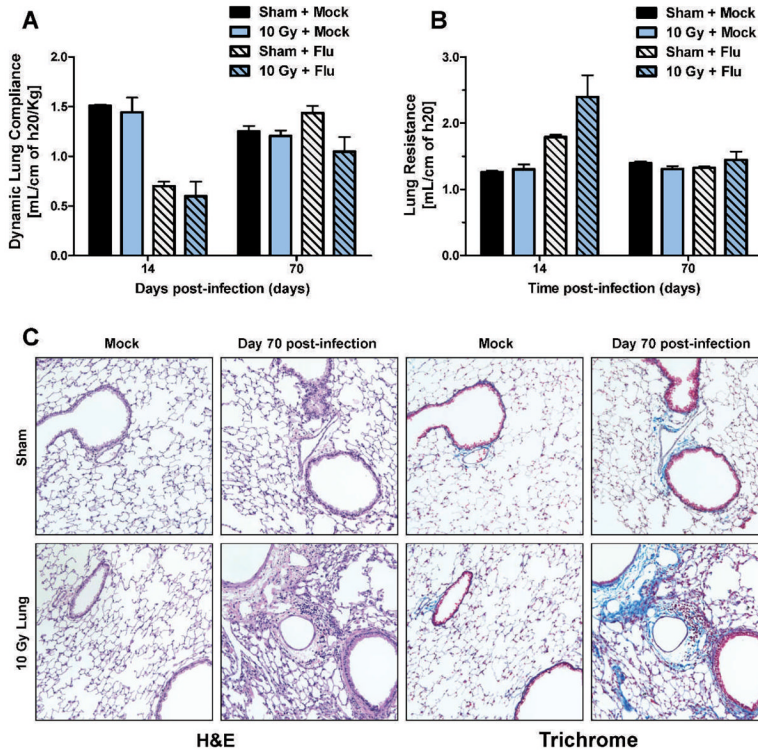 A
Sham + Mock
10 Gy + Mock
Sham + Flu
10 Gy + Flu
Dynamic Lung Compliance
[mL/cm of h20/Kg]
2.0
1.5
1.0
0.5
0.0
14
70
Days post-infection (days)
B
Sham + Mock
10 Gy + Mock
Sham + Flu
10 Gy + Flu
Lung Resistance
[mL/cm of h20]
3.0
2.0
1.0
0.0
14
70
Time post-infection (days)
C
Mock
Day 70 post-infection
Mock
Day 70 post-infection
Sham
10 Gy Lung
H&E
Trichrome